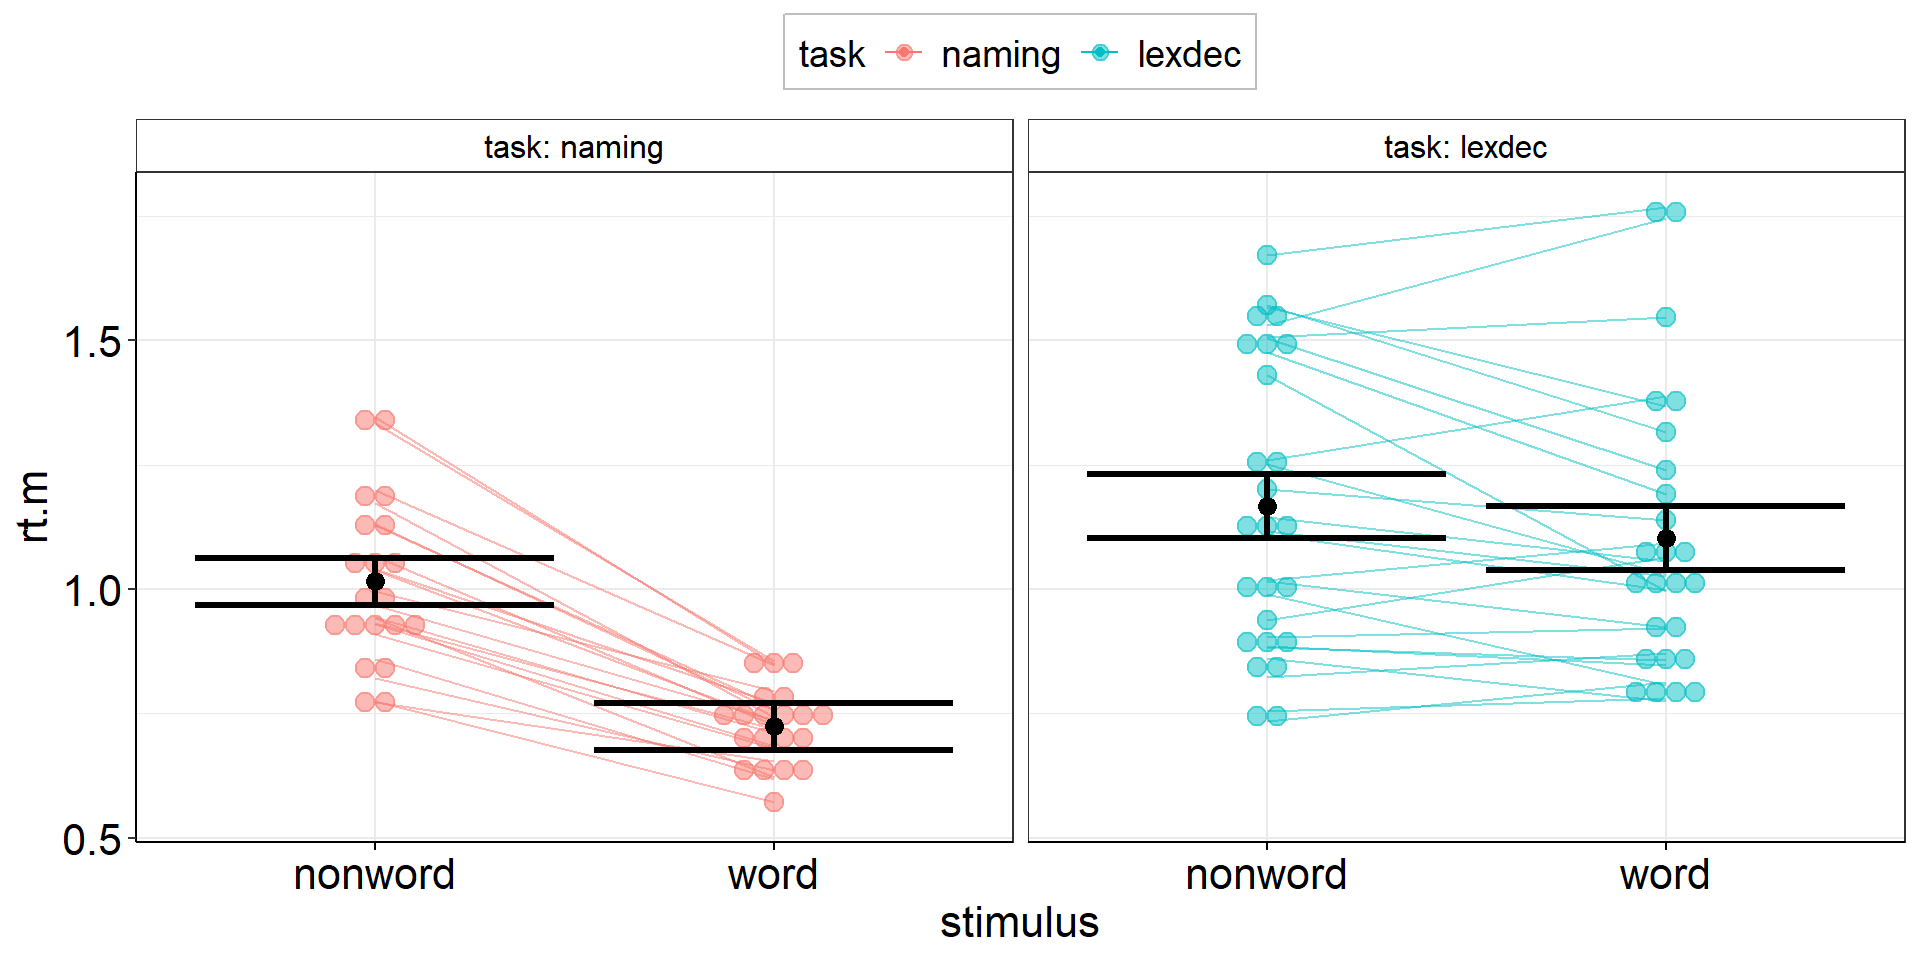 task naming lexdec
task: naming
task: lexdec
rt.m
1.5
1.0
0.5
nonword word
nonword word
stimulus